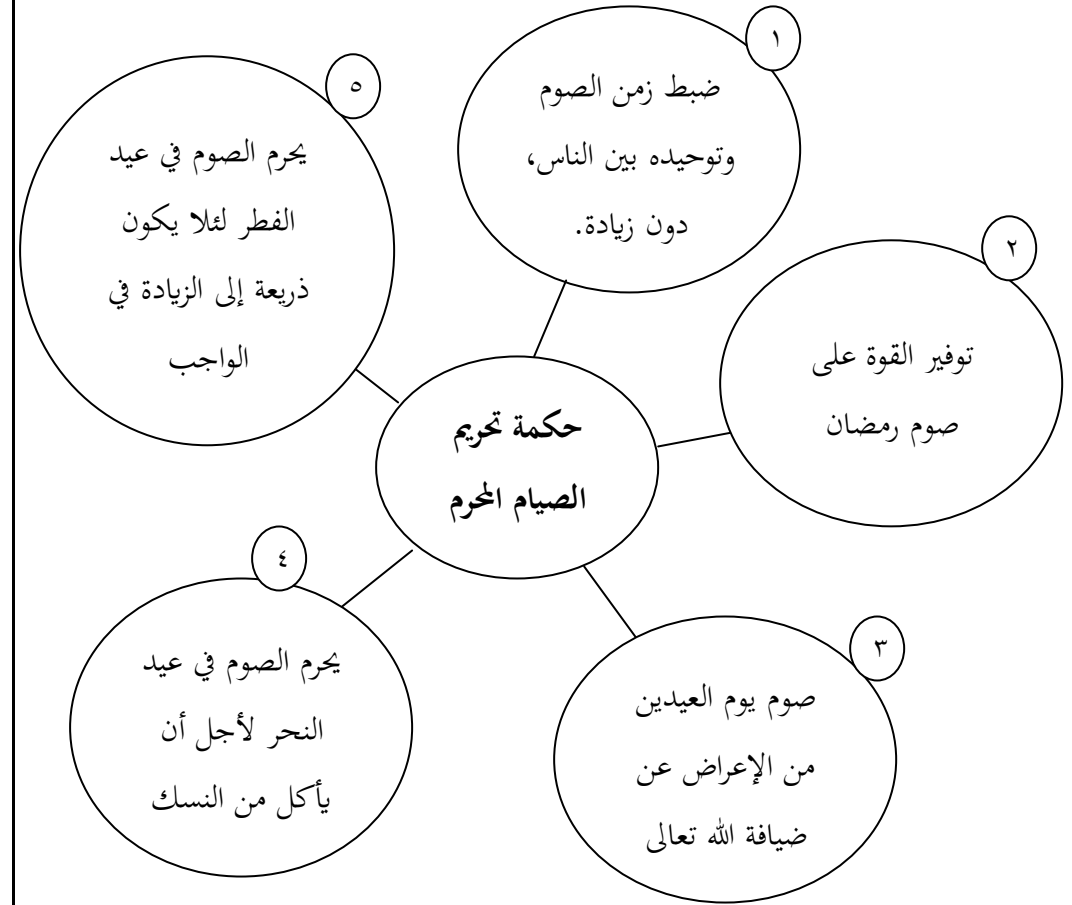 حكمة تحريم
الصيام المحرم
١
ضبط زمن الصوم
وتوحيده بين الناس،
دون زيادة.
٢
توفير القوة على
صوم رمضان
٣
صوم يوم العيدين
من الإعراض عن
ضيافة الله تعالى
٤
يحرم الصوم في عيد
النحر لأجل أن
يأكل من النسك
٥
يحرم الصوم في عيد
الفطر لئلا يكون
ذريعة إلى الزيادة في
الواجب